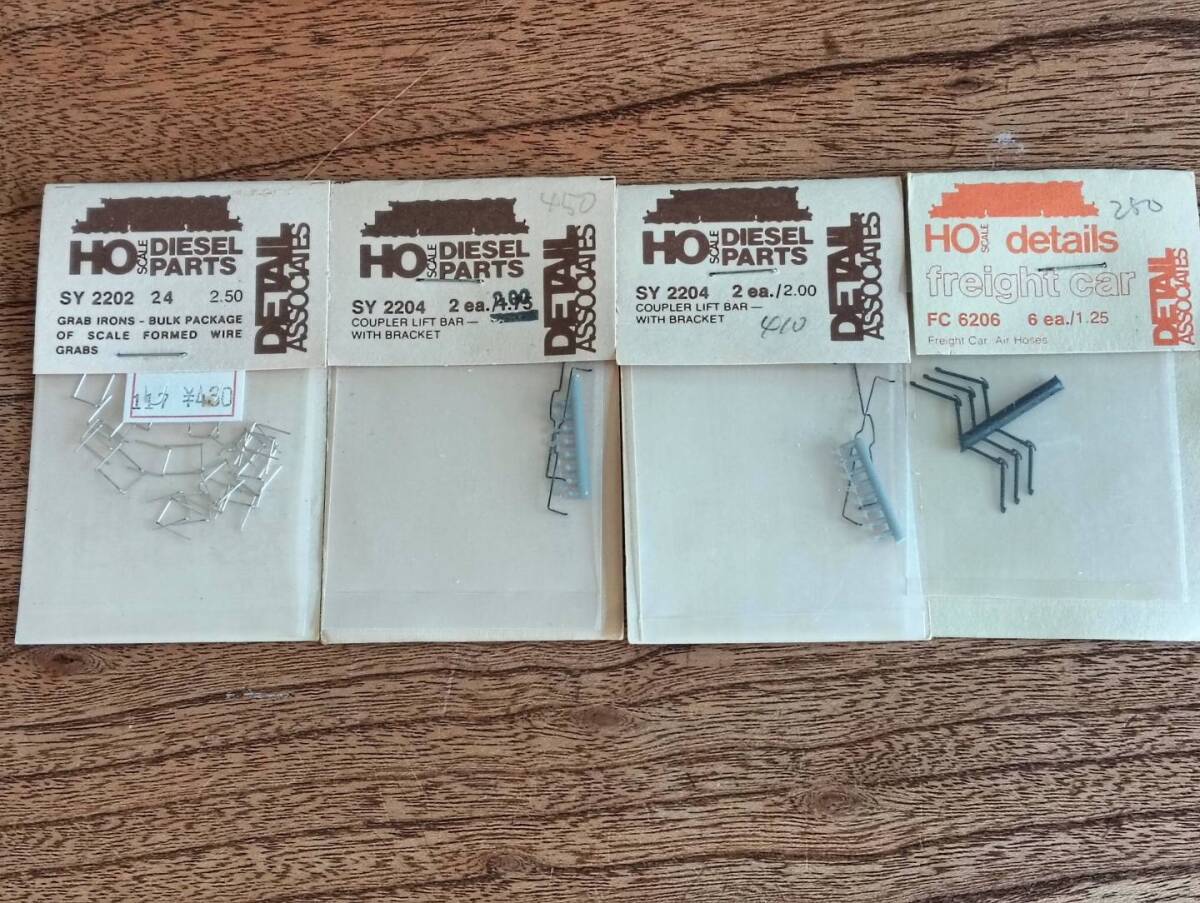 HO SCALE DIESEL PARTS
DETAIL ASSOCIATES
SY 2202 24 2.50
GRAB IRONS - BULK PACKAGE
OF SCALE FORMED WIRE
GRABS
¥430
450
HO SCALE DIESEL PARTS
DETAIL ASSOCIATES
SY 2204 2 ea. 2.00
COUPLER LIFT BAR —
WITH BRACKET
HO SCALE DIESEL PARTS
DETAIL ASSOCIATES
SY 2204 2 ea./2.00
COUPLER LIFT BAR —
WITH BRACKET
410
280
HO SCALE details
freight car
DETAIL ASSOCIATES
FC 6206 6 ea./1.25
Freight Car Air Hoses